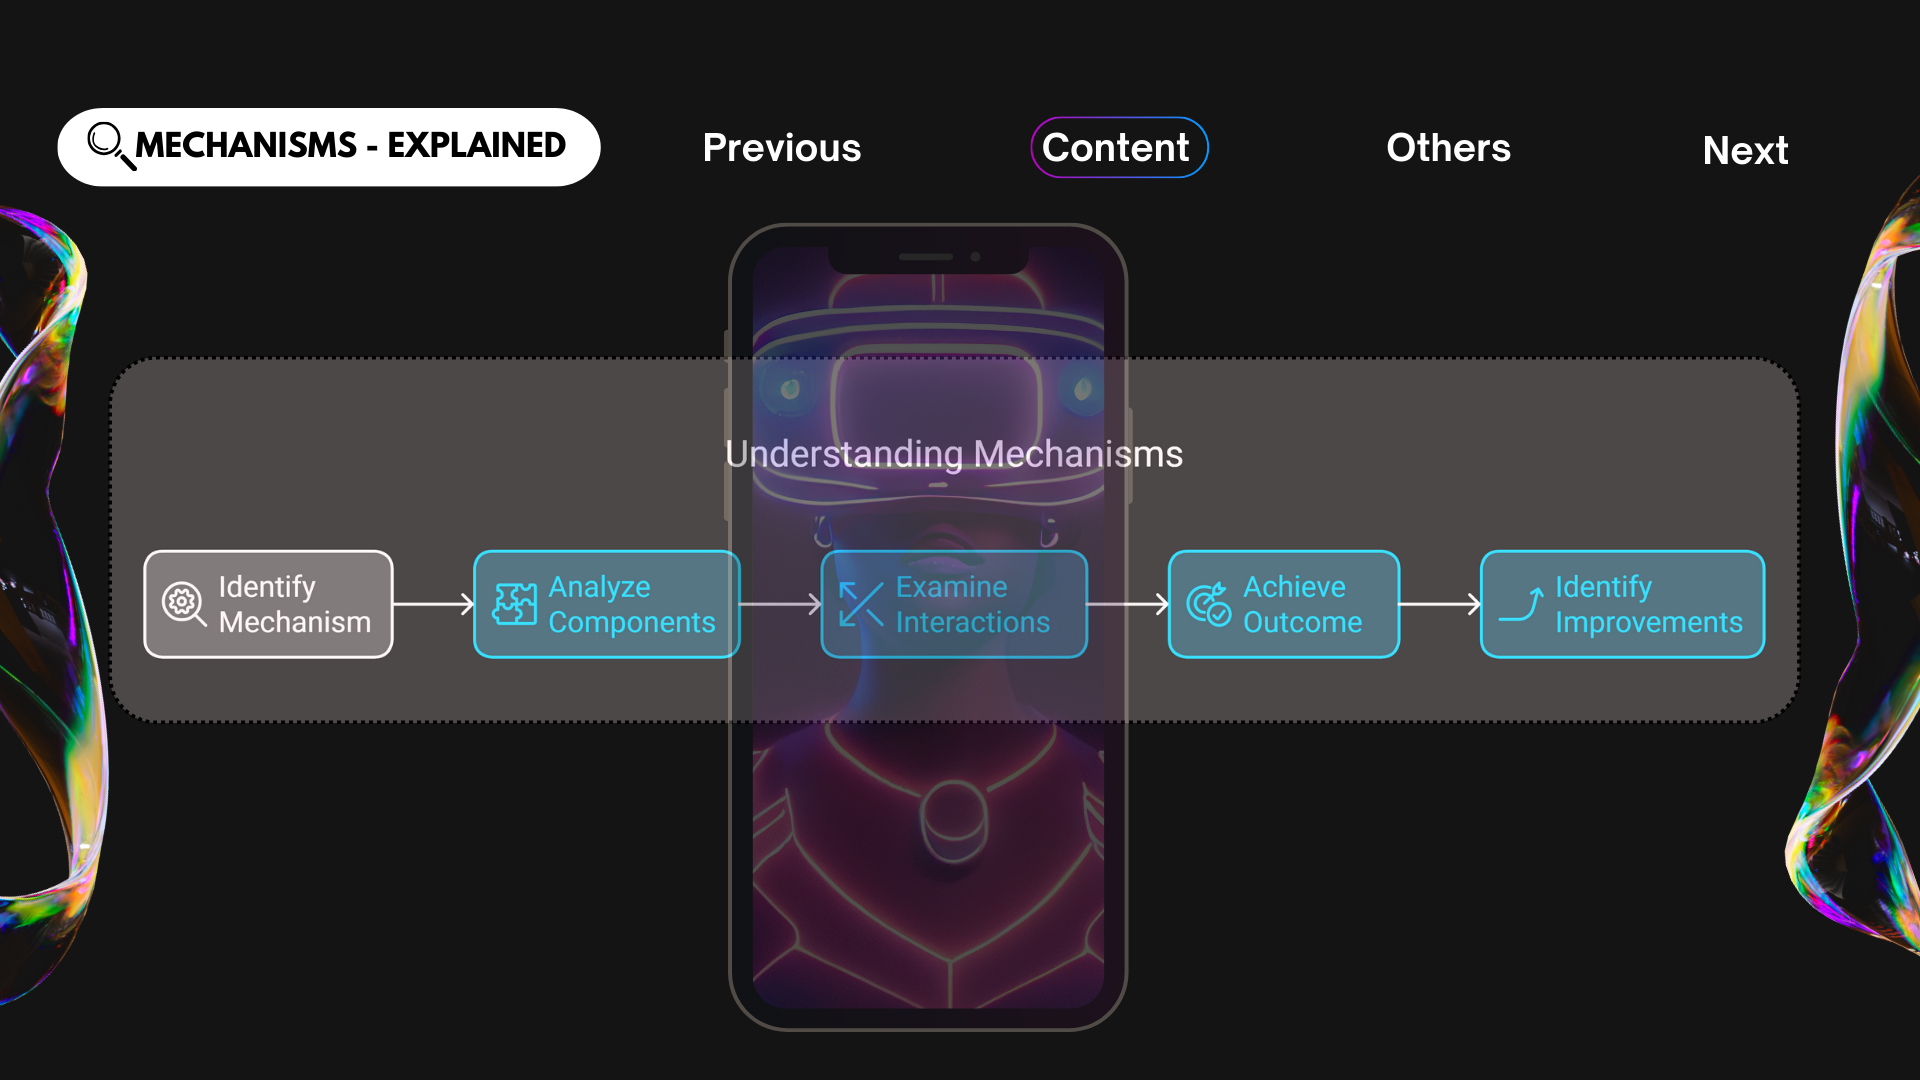 MECHANISMS - EXPLAINED
Previous
Content
Others
Next
Understanding Mechanisms
Identify
Mechanism
Analyze
Components
Examine
Interactions
Achieve
Outcome
Identify
Improvements